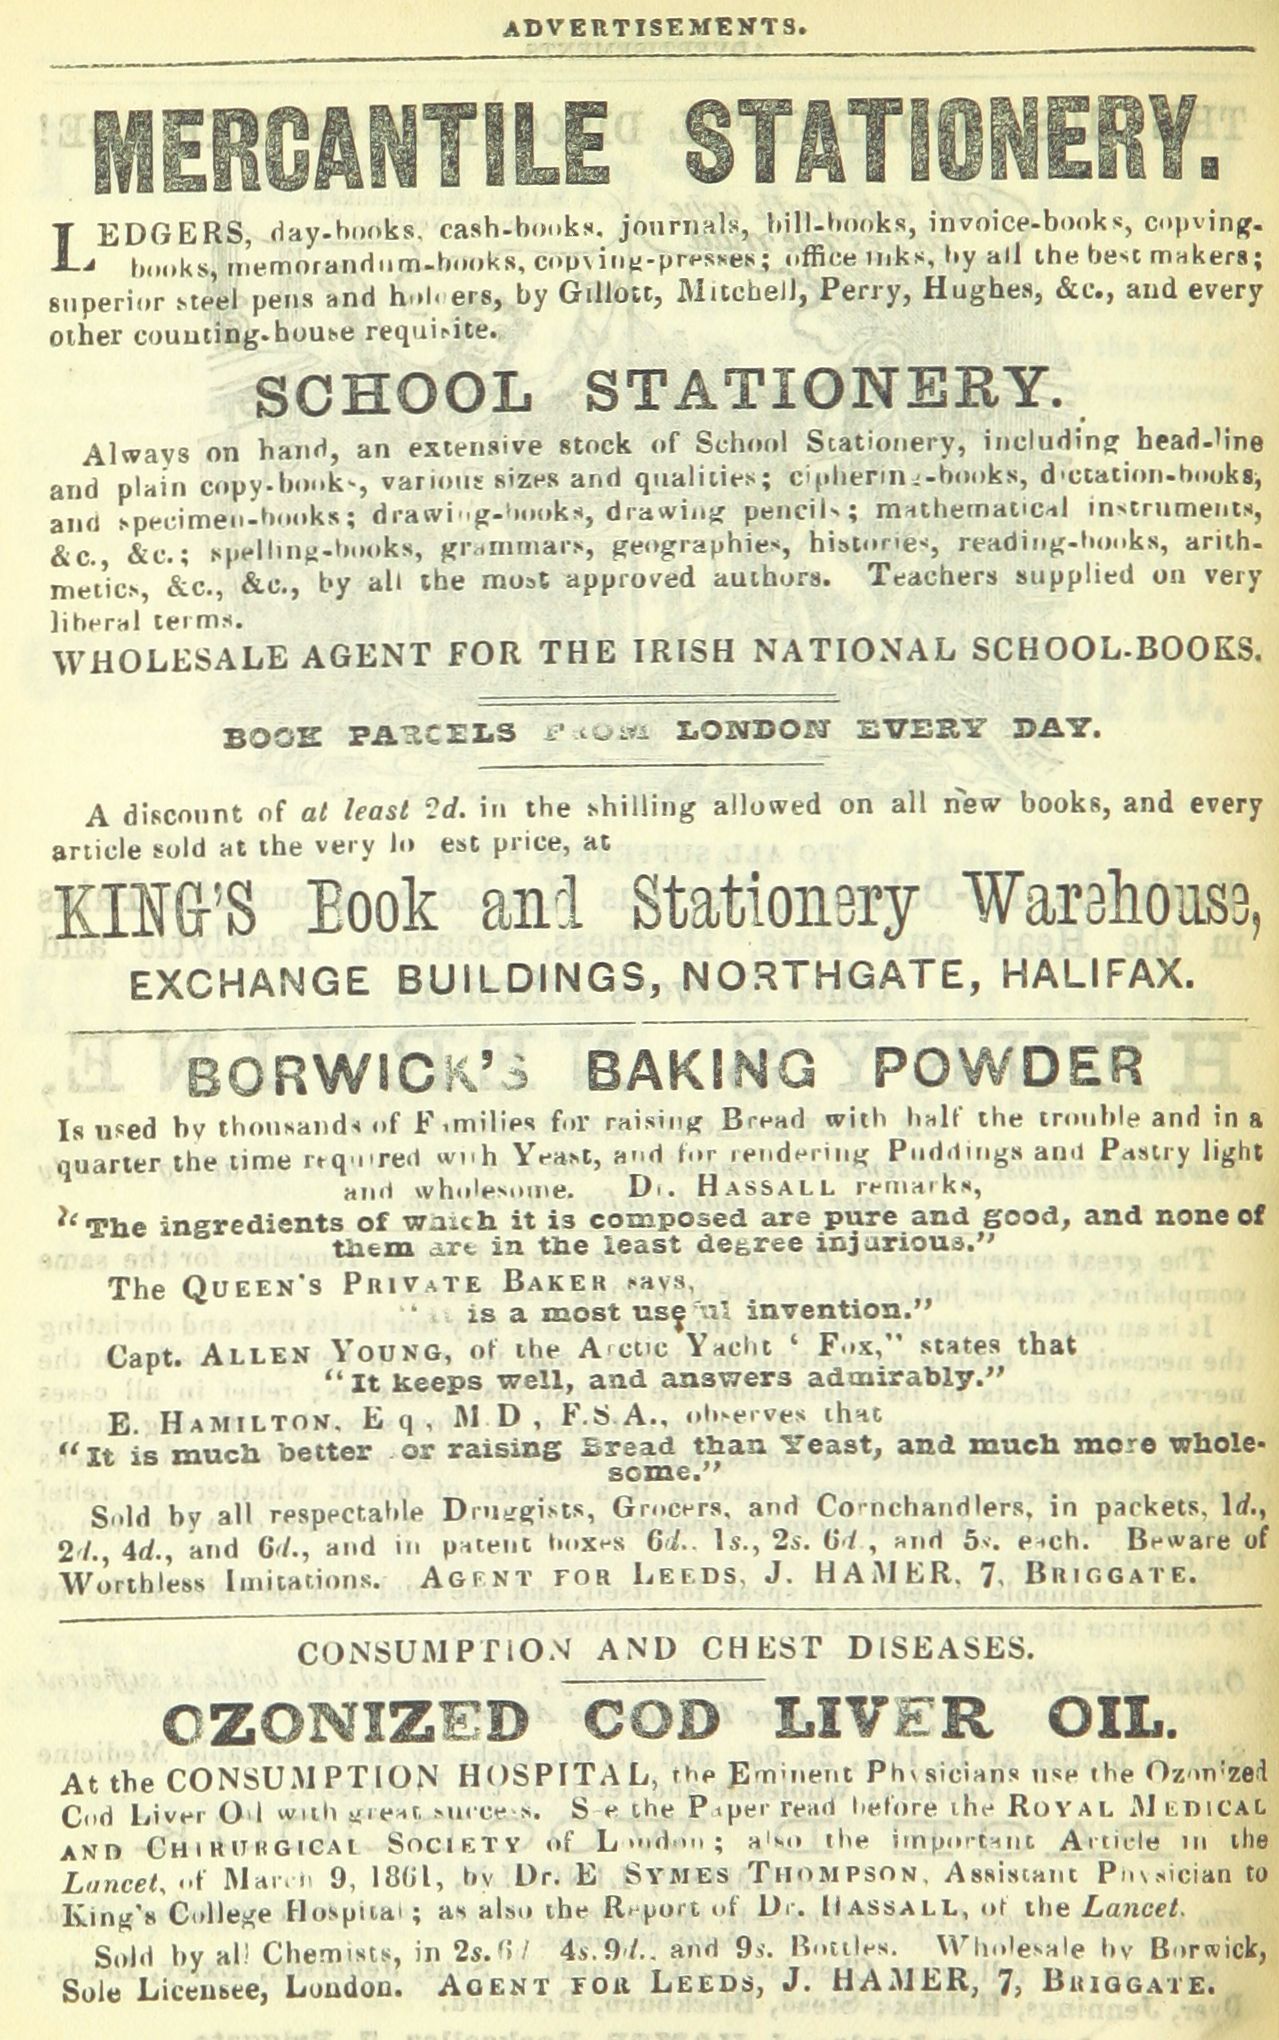 ADVERTISEMENTS.
MERCANTILE STATIONERY.
LEDGERS, day-books, cash-books, journals, bill-books, invoice-books, copying-
books, memorandum-books, copying-presses; office inks, by all the best makers;
superior steel pens and holders, by Gillott, Mitchell, Perry, Hughes, &c., and every
other counting-house requisite.
SCHOOL STATIONERY.
Always on hand, an extensive stock of School Stationery, including head-line
and plain copy-books, various sizes and qualities; ciphering-books, dictation-books,
and specimen-books; drawing-books, drawing pencils; mathematical instruments,
&c., &c.; spelling-books, grammars, geographies, histories, reading-books, arith-
metics, &c., &c., by all the most approved authors. Teachers supplied on very
liberal terms.
WHOLESALE AGENT FOR THE IRISH NATIONAL SCHOOL-BOOKS.
BOOK PARCELS FROM LONDON EVERY DAY.
A discount of at least 2d. in the shilling allowed on all new books, and every
article sold at the very lo est price, at
KING'S Book and Stationery Warehouse,
EXCHANGE BUILDINGS, NORTHGATE, HALIFAX.
BORWICK'S BAKING POWDER
Is used by thousands of Families for raising Bread with half the trouble and in a
quarter the time required with Yeast, and for rendering Puddings and Pastry light
and wholesome. Dr. HASSALL remarks,
"The ingredients of which it is composed are pure and good, and none of
them are in the least degree injurious."
The QUEEN'S PRIVATE BAKER says,
"It is a most useful invention."
Capt. ALLEN YOUNG, of the Arctic Yacht ' Fox," states that
"It keeps well, and answers admirably."
E. HAMILTON, Esq, M D, F.S.A., observes that
"It is much better for raising Bread than Yeast, and much more whole-
some."
Sold by all respectable Druggists, Grocers, and Cornchandlers, in packets, 1d.,
2d., 4d., and 6d., and in patent boxes 6d., 1s., 2s. 6d, and 5s. each. Beware of
Worthless Imitations. AGENT FOR LEEDS, J. HAMER, 7, BRIGGATE.
CONSUMPTION AND CHEST DISEASES.
OZONIZED COD LIVER OIL.
At the CONSUMPTION HOSPITAL, the Eminent Physicians use the Ozonized
Cod Liver Oil with great success. See the Paper read before the ROYAL MEDICAL
AND CHIRURGICAL SOCIETY of London; also the important Article in the
Lancet, of March 9, 1861, by Dr. E SYMES THOMPSON, Assistant Physician to
King's College Hospital; as also the Report of Dr. HASSALL, of the Lancet.
Sold by all Chemists, in 2s. 6d 4s. 9d., and 9s. Bottles. Wholesale by Borwick,
Sole Licensee, London. AGENT FOR LEEDS, J. HAMER, 7, BRIGGATE.